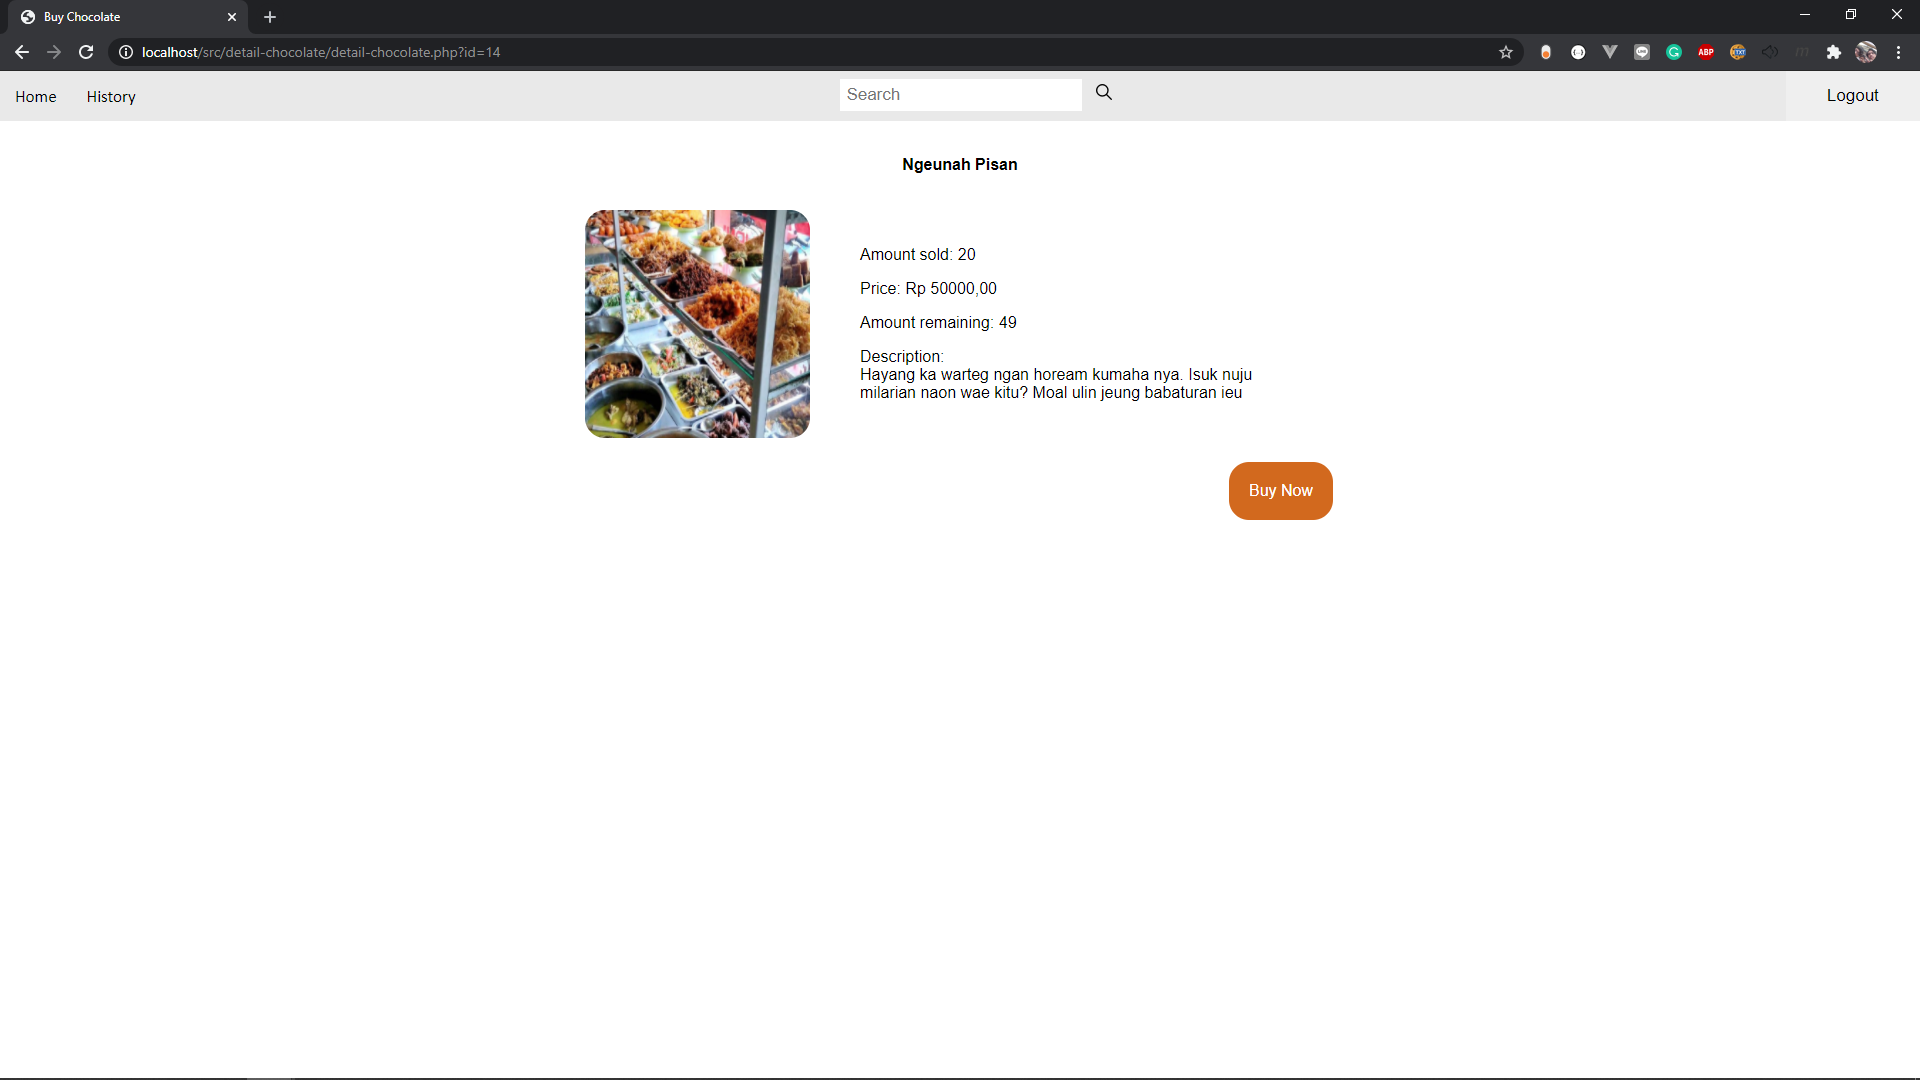 Buy Chocolate
localhost/src/detail-chocolate/detail-chocolate.php?id=14
ABP
Home History Search Logout
Ngeunah Pisan
Amount sold: 20
Price: Rp 50000,00
Amount remaining: 49
Description:
Hayang ka warteg ngan hoream kumaha nya. Isuk nuju
milarian naon wae kitu? Moal ulin jeung babaturan ieu
Buy Now